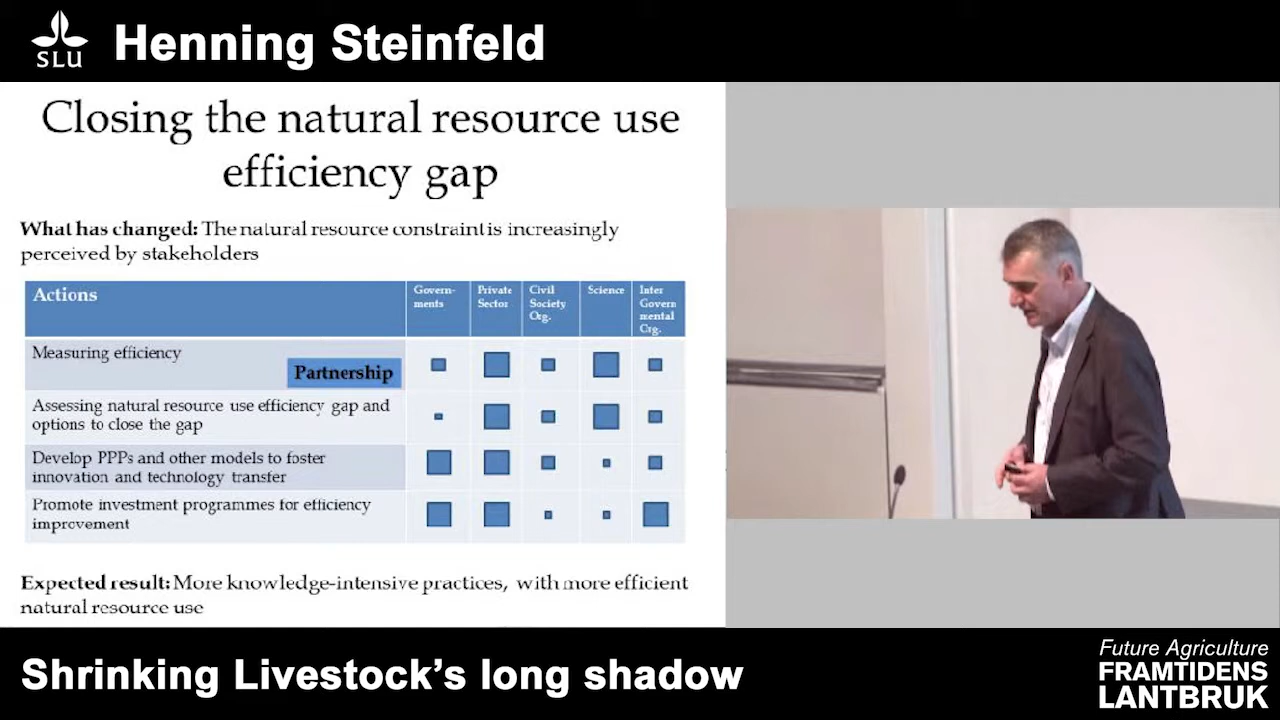 SLU
Henning Steinfeld
Closing the natural resource use
efficiency gap
What has changed: The natural resource constraint is increasingly
perceived by stakeholders
Actions
Govern-
ments
Private
Sector
Civil
Society
Org.
Science
Inter
Govern
mental
Org.
Measuring efficiency
Partnership
Assessing natural resource use efficiency gap and
options to close the gap
Develop PPPs and other models to foster
innovation and technology transfer
Promote investment programmes for efficiency
improvement
Expected result: More knowledge-intensive practices, with more efficient
natural resource use
Shrinking Livestock’s long shadow
Future Agriculture
FRAMTIDENS
LANTBRUK